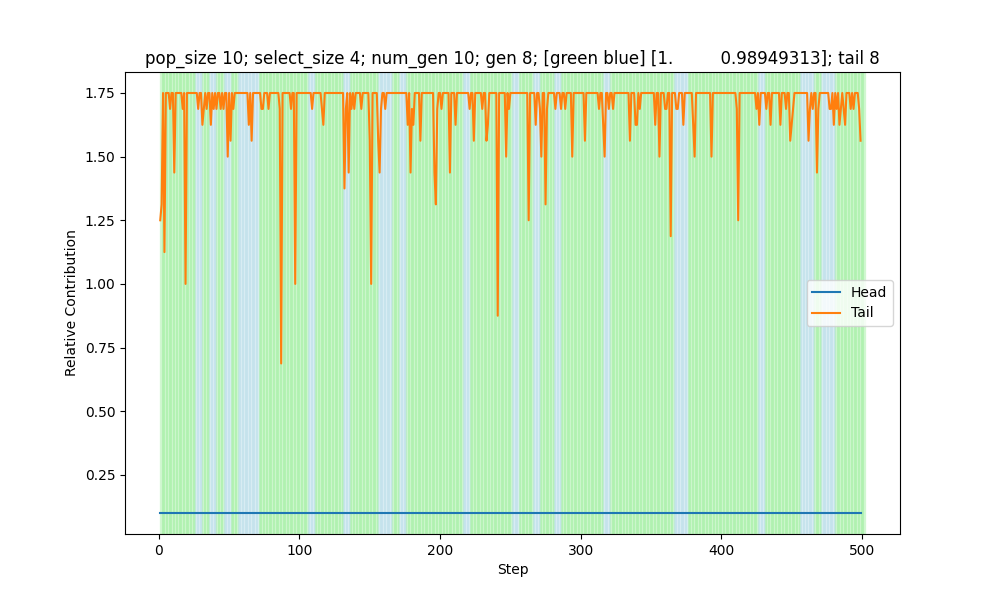 pop_size 10; select_size 4; num_gen 10; gen 8; [green blue] [1.         0.98949313]; tail 8
1.75
1.50
1.25
1.00
0.75
0.50
0.25
Relative Contribution
Head
Tail
0 100 200 300 400 500
Step